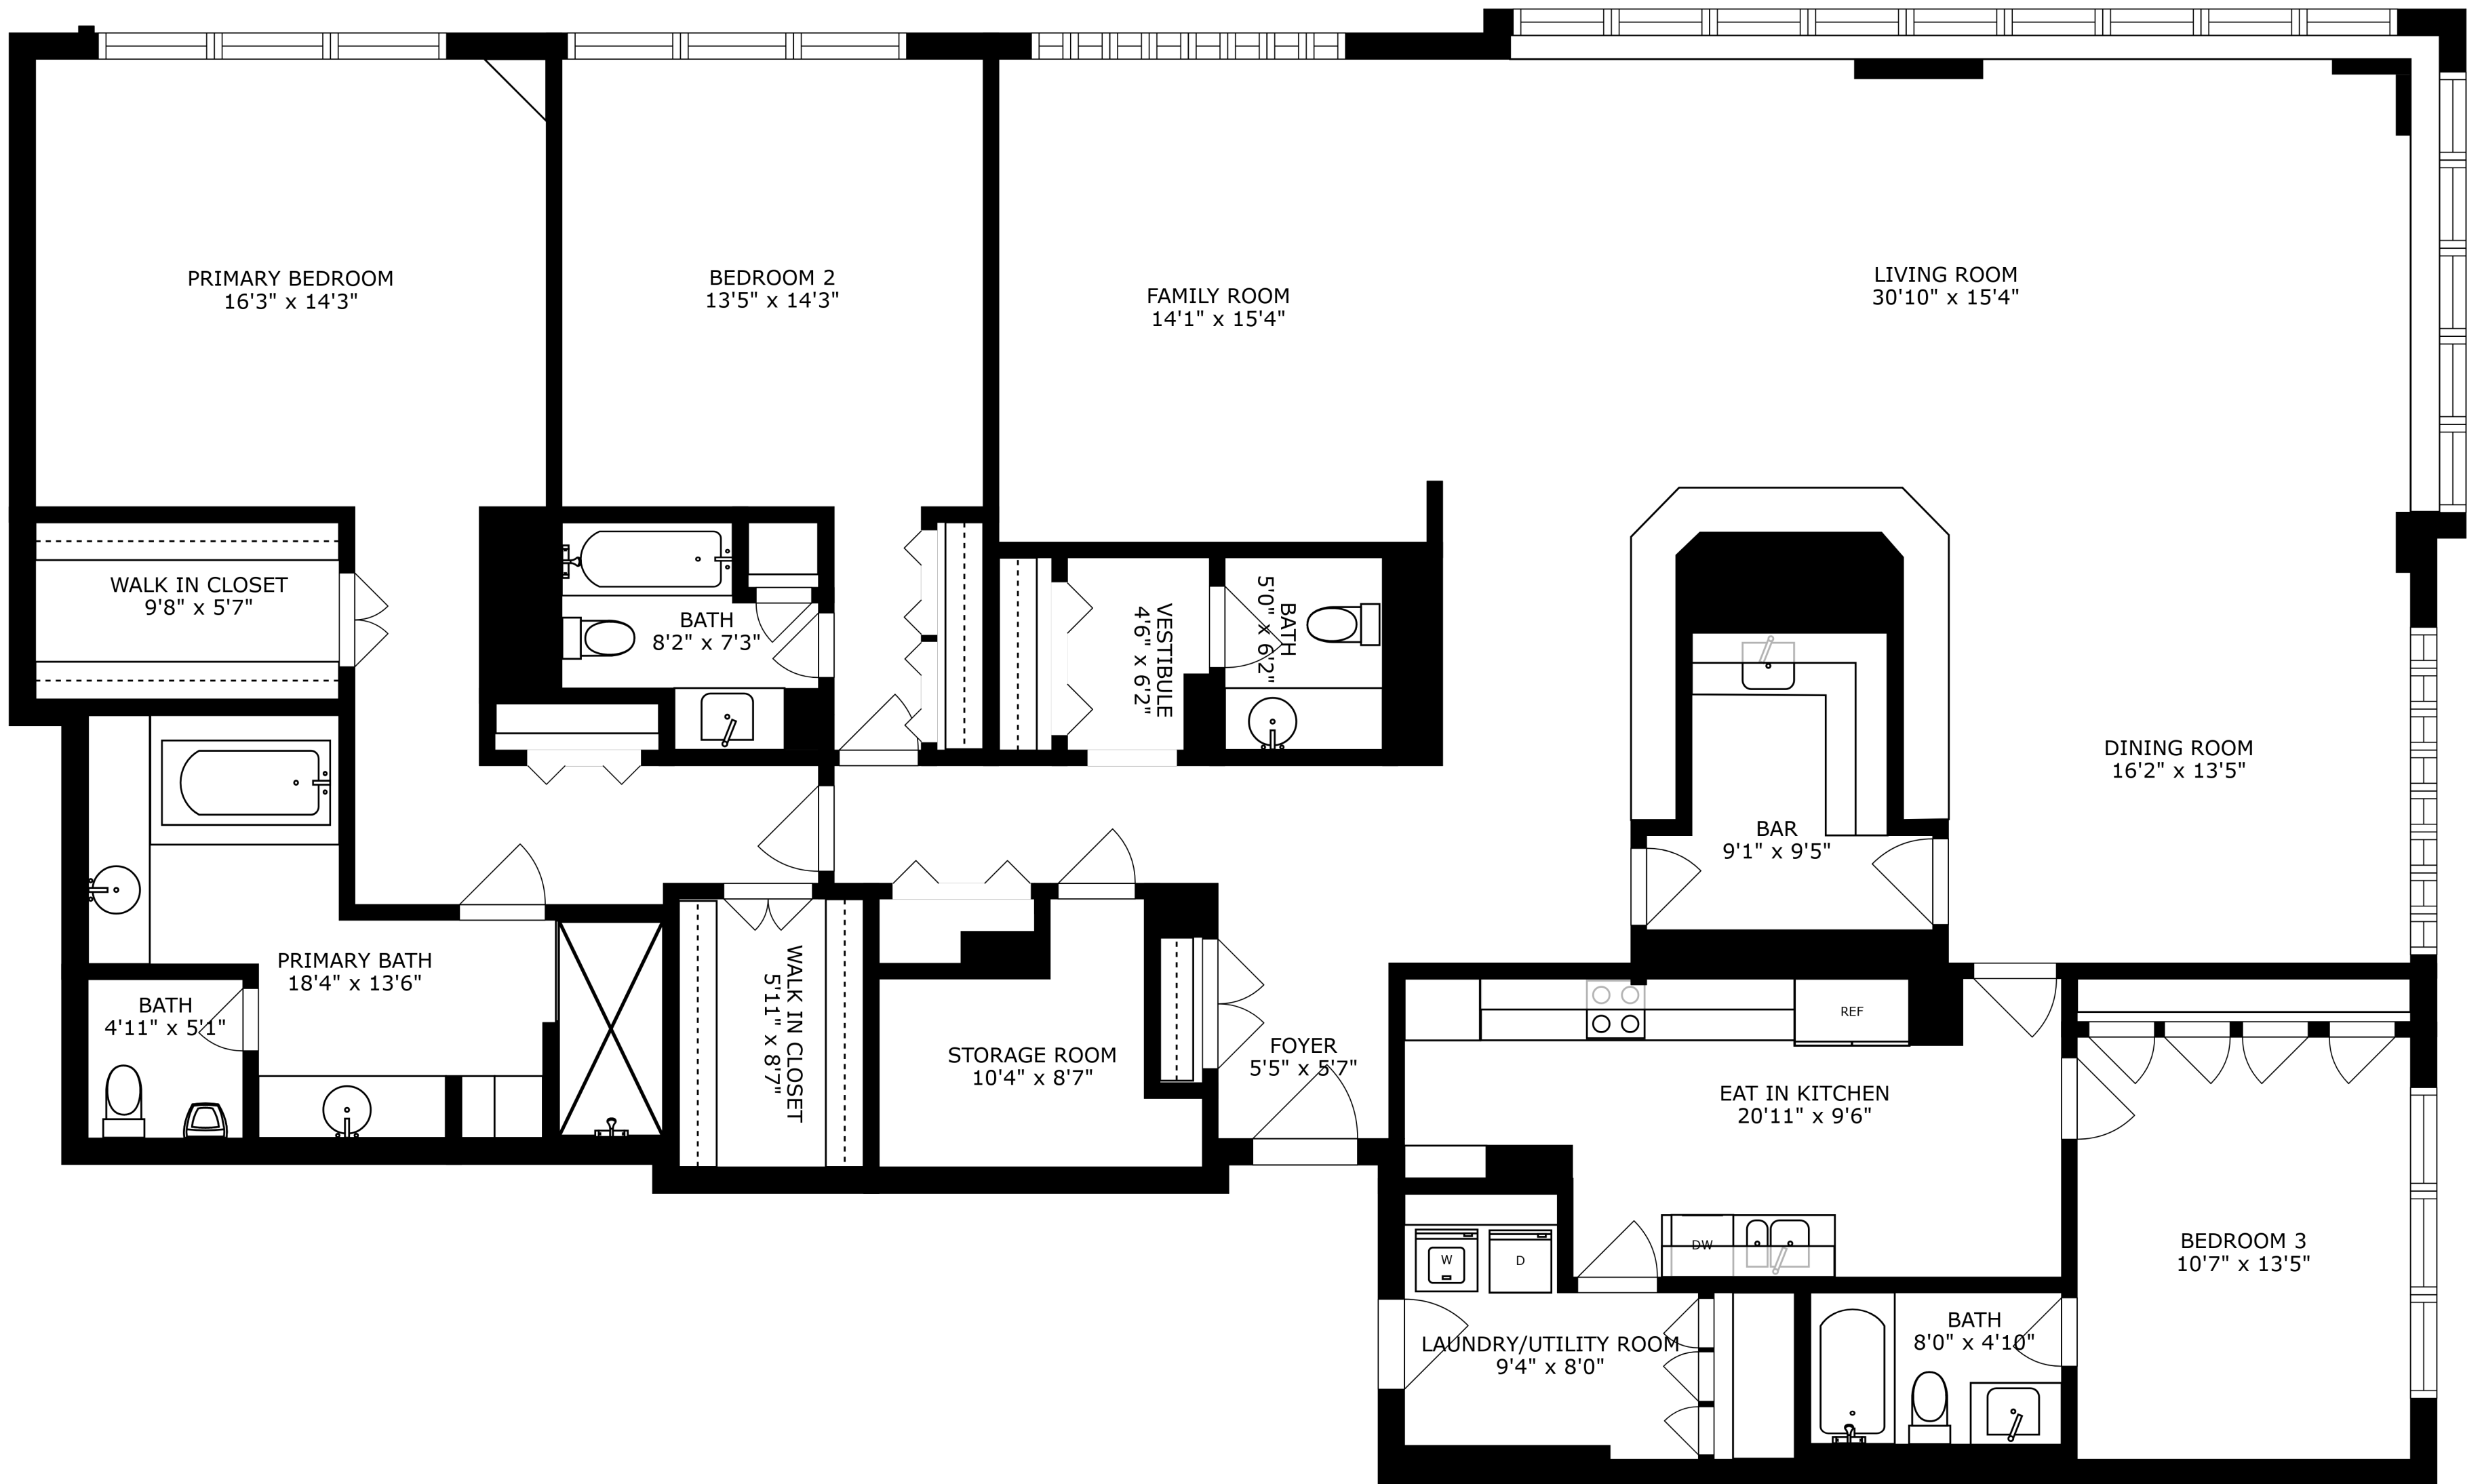 PRIMARY BEDROOM
16'3" x 14'3"
BEDROOM 2
13'5" x 14'3"
FAMILY ROOM
14'1" x 15'4"
LIVING ROOM
30'10" x 15'4"
WALK IN CLOSET
9'8" x 5'7"
BATH
8'2" x 7'3"
VESTIBULE
4'6" x 6'2"
BATH
5'0" x 6'2"
DINING ROOM
16'2" x 13'5"
BAR
9'1" x 9'5"
PRIMARY BATH
18'4" x 13'6"
BATH
4'11" x 5'1"
WALK IN CLOSET
5'11" x 8'7"
STORAGE ROOM
10'4" x 8'7"
FOYER
5'5" x 5'7"
REF
EAT IN KITCHEN
20'11" x 9'6"
DW
W
D
BEDROOM 3
10'7" x 13'5"
LAUNDRY/UTILITY ROOM
9'4" x 8'0"
BATH
8'0" x 4'10"